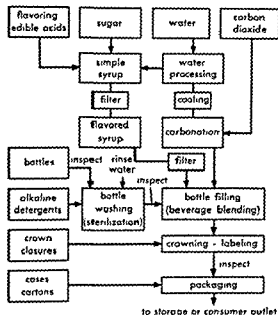 flavoring
edible acids
sugar
water
carbon
dioxide
simple
syrup
water
processing
filter
cooling
flavored
syrup
carbonation
bottles
inspect
rinse
water
inspect
filter
alkaline
detergents
bottle
washing
(sterilization)
bottle filling
(beverage blending)
crown
closures
crowning - labeling
inspect
cases
cartons
packaging
to storage or consumer outlet